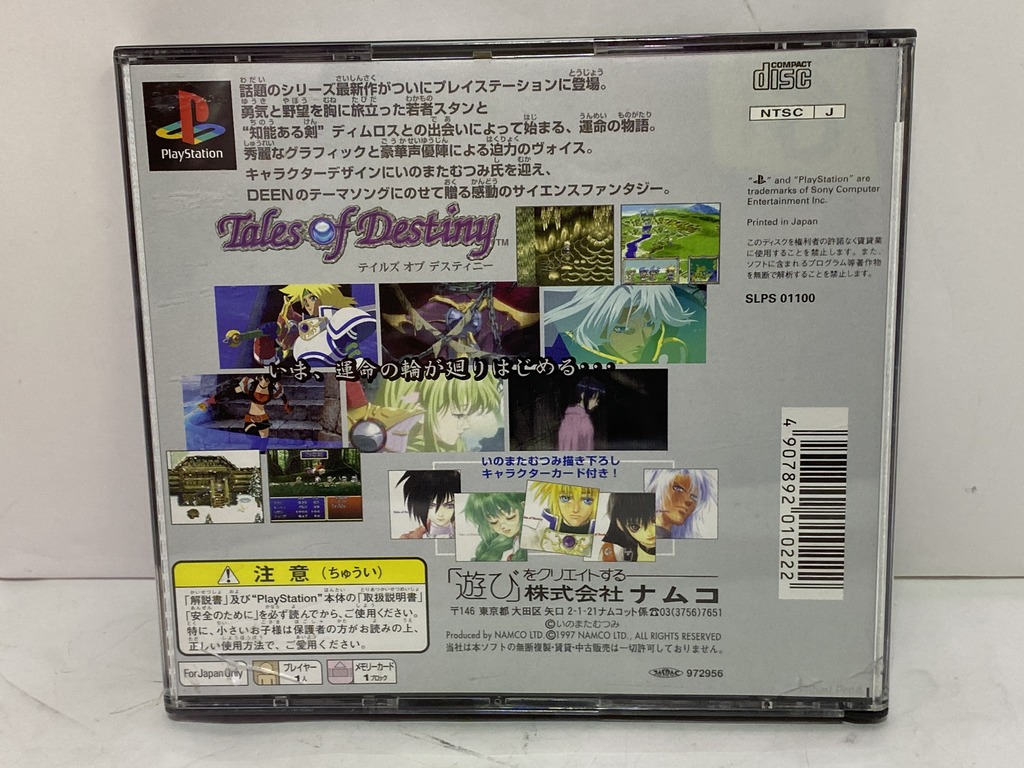 PlayStation
話題のシリーズ最新作がついにプレイステーションに登場。
勇気と野望を胸に旅立った若者スタンと
“知能ある剣”ディムロスとの出会いによって始まる、運命の物語。
秀麗なグラフィックと豪華声優陣による迫力のヴォイス。
キャラクターデザインにいのまたむつみ氏を迎え、
DEENのテーマソングにのせて贈る感動のサイエンスファンタジー。
COMPACT
disc
NTSC J
“ ” and “PlayStation” are
trademarks of Sony Computer
Entertainment Inc.
Printed in Japan
このディスクを権利者の許諾なく賃貸業
に使用することを禁止します。また、
ソフトに含まれるプログラム等著作物
を無断で解析することを禁止します。
SLPS 01100
Tales of Destiny TM
テイルズ オブ デスティニー
いま、運命の輪が廻りはじめる・・・
いのまたむつみ描き下ろし
キャラクターカード付き！
4907892010222
注意(ちゅうい)
「解説書」及び“PlayStation”本体の「取扱説明書」
「安全のために」を必ず読んでから、ご使用ください。
特に、小さいお子様は保護者の方がお読みの上、
正しい使用方法で、ご愛用ください。
For Japan Only
プレイヤー
1人
メモリーカード
1ブロック
「遊び」をクリエイトする
株式会社ナムコ
〒146 東京都 大田区 矢口 2-1-21ナムコット係☎03(3756)7651
©いのまたむつみ
Produced by NAMCO LTD ©1997 NAMCO LTD., ALL RIGHTS RESERVED
当社は本ソフトの無断複製・賃貸・中古販売は一切許可しておりません。
972956